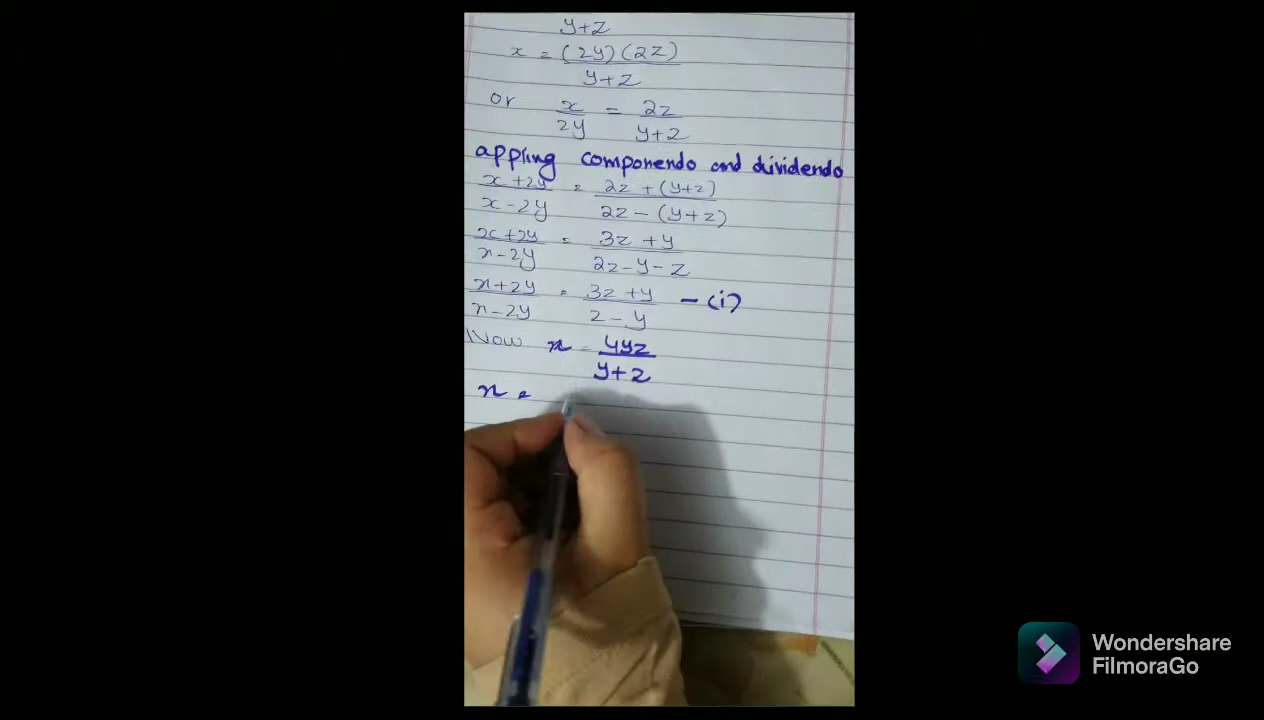 y+z
x = (2y)(2z)
y+z
or x = 2z
2y y+z
appling componendo and dividendo
x+2y = 2z+(y+z)
x-2y 2z-(y+z)
x+2y = 3z+y
x-2y 2z-y-z
x+2y = 3z+y -(i)
x-2y z-y
Now x = 4yz
y+z
x =
Wondershare
FilmoraGo